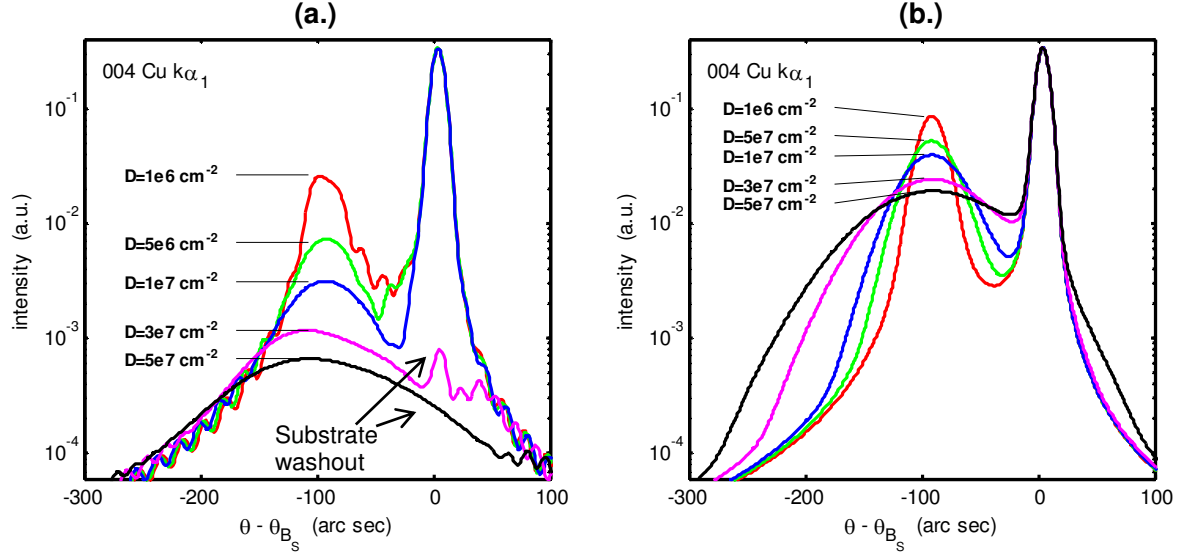 (a.)
004 Cu kα₁
D=1e6 cm⁻²
D=5e6 cm⁻²
D=1e7 cm⁻²
D=3e7 cm⁻²
D=5e7 cm⁻²
Substrate
washout
10⁻¹
10⁻²
10⁻³
10⁻⁴
intensity (a.u.)
-300 -200 -100 0 100
θ - θ_B_S (arc sec)
(b.)
004 Cu kα₁
D=1e6 cm⁻²
D=5e7 cm⁻²
D=1e7 cm⁻²
D=3e7 cm⁻²
D=5e7 cm⁻²
10⁻¹
10⁻²
10⁻³
10⁻⁴
intensity (a.u.)
-300 -200 -100 0 100
θ - θ_B_S (arc sec)